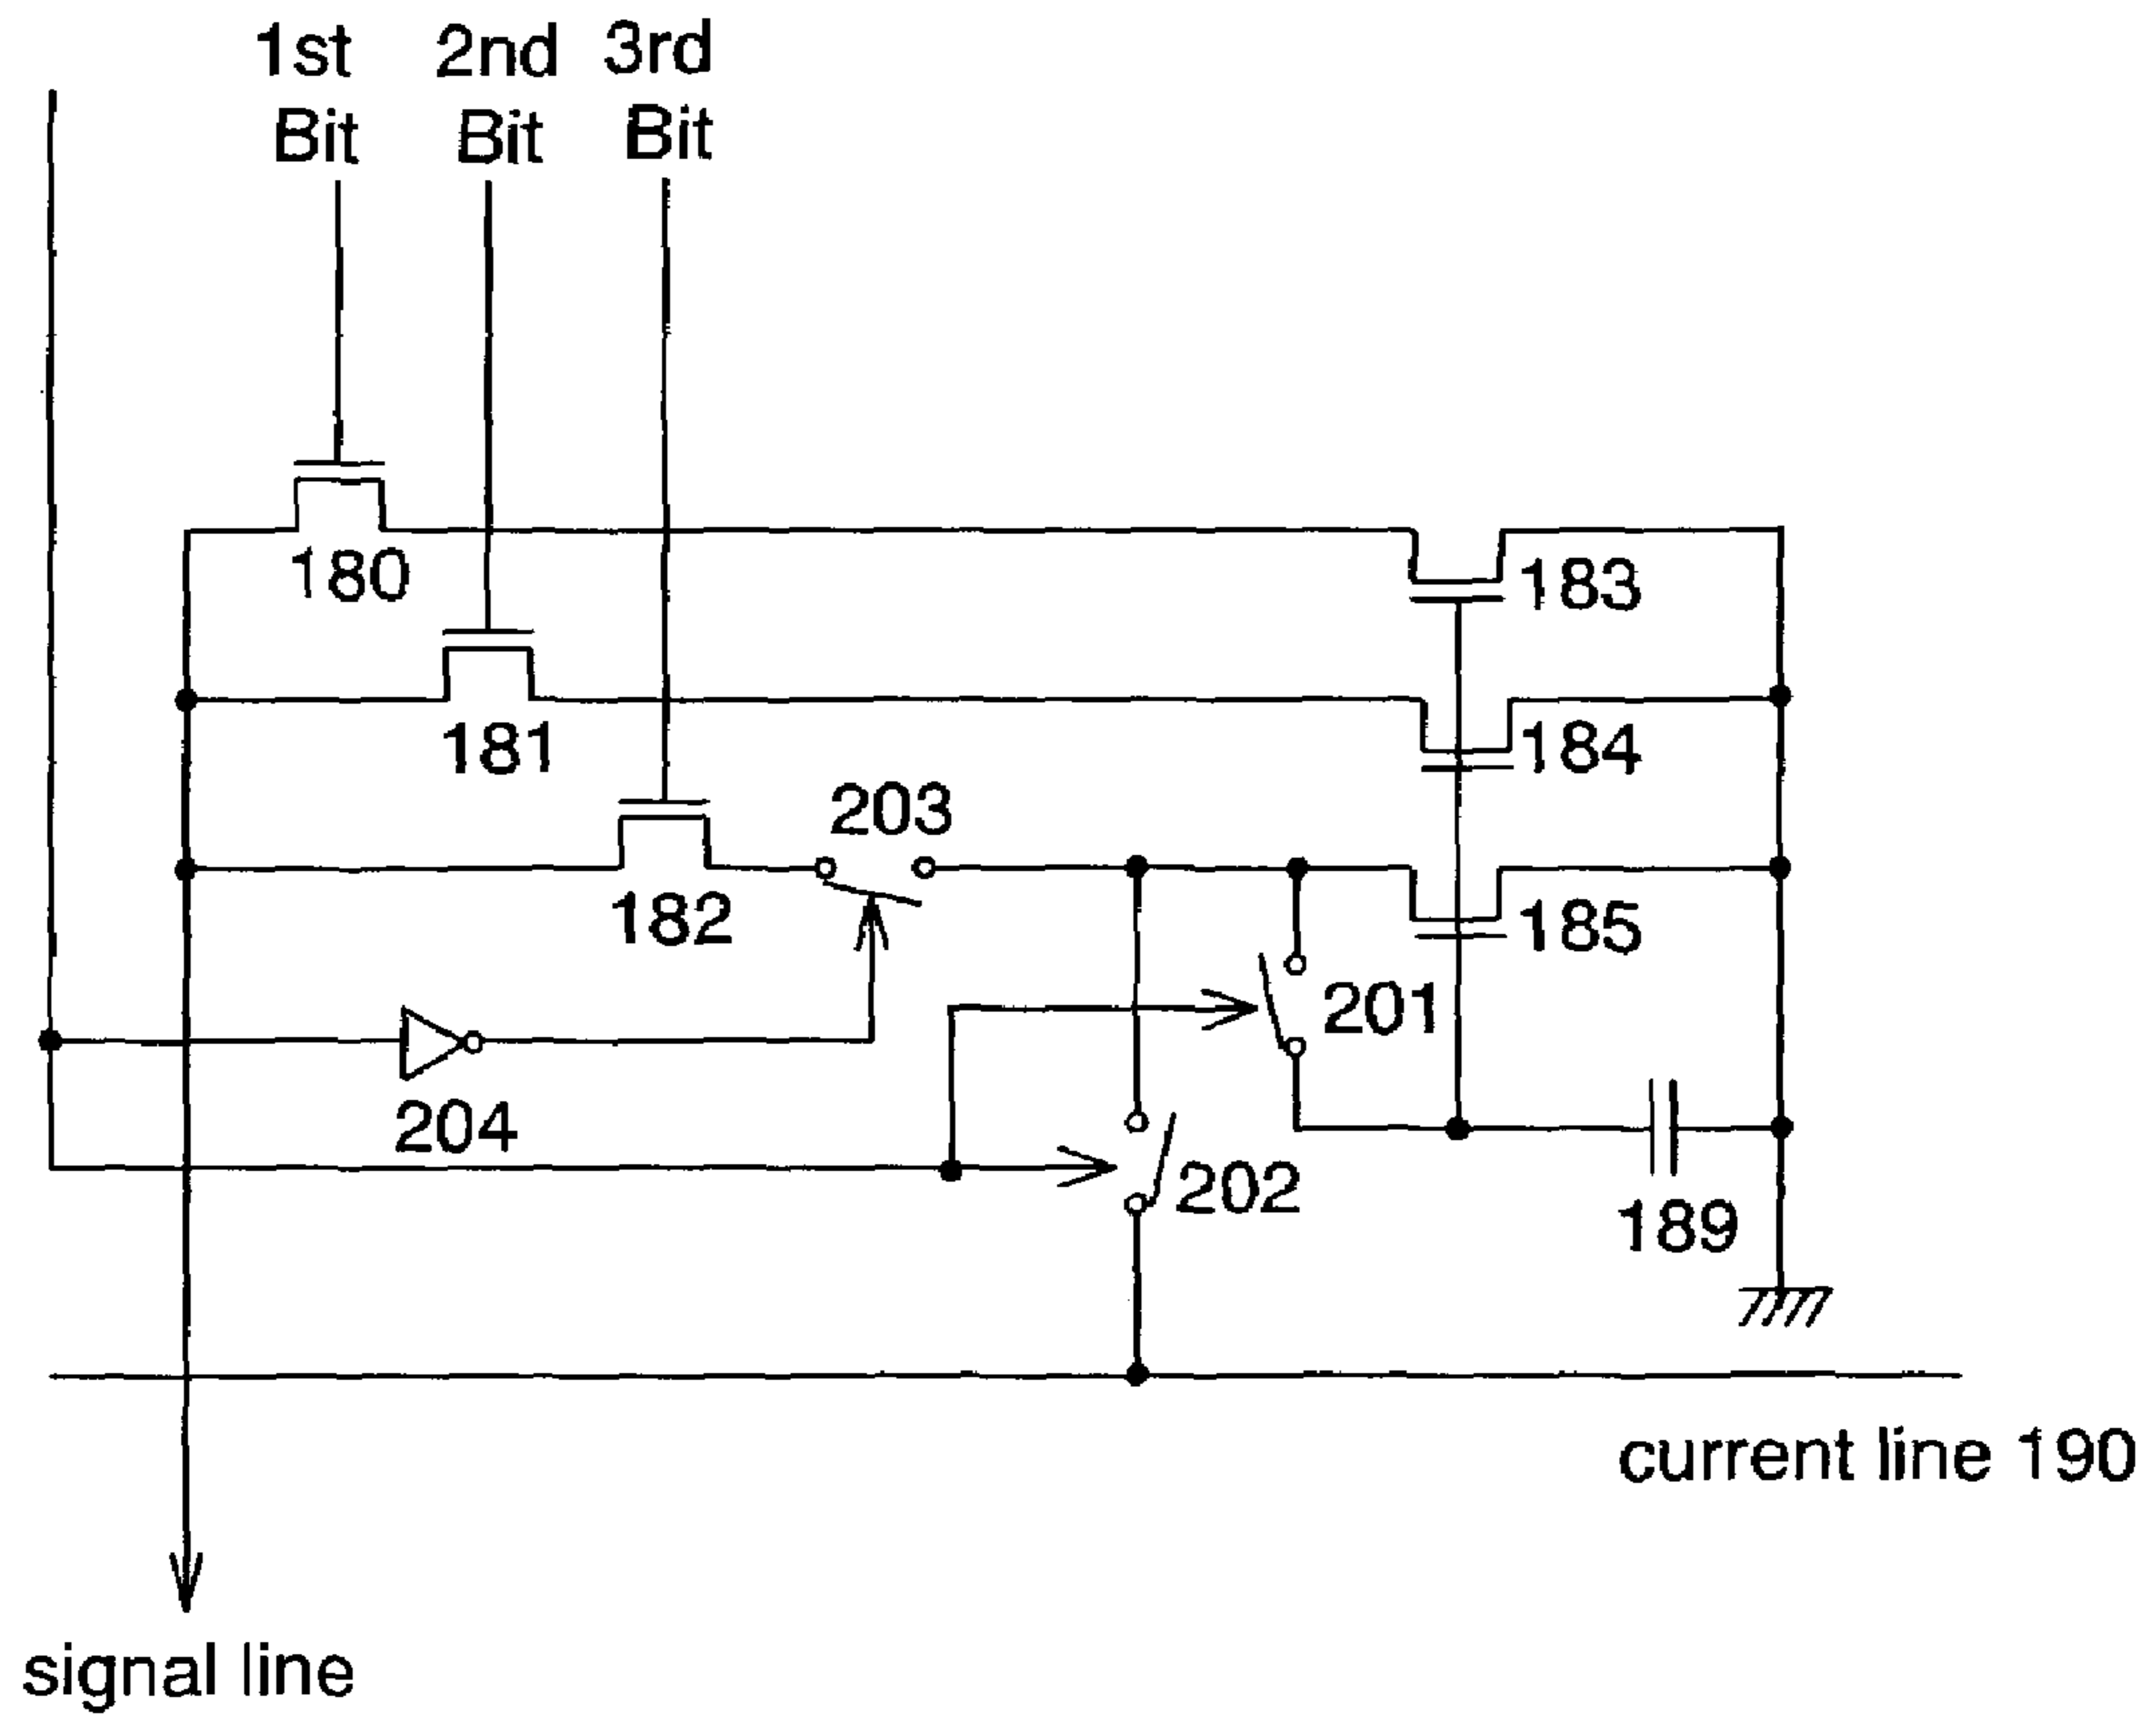 1st
Bit
2nd
Bit
3rd
Bit
180
183
181
184
203
182
185
201
204
202
189
current line 190
signal line